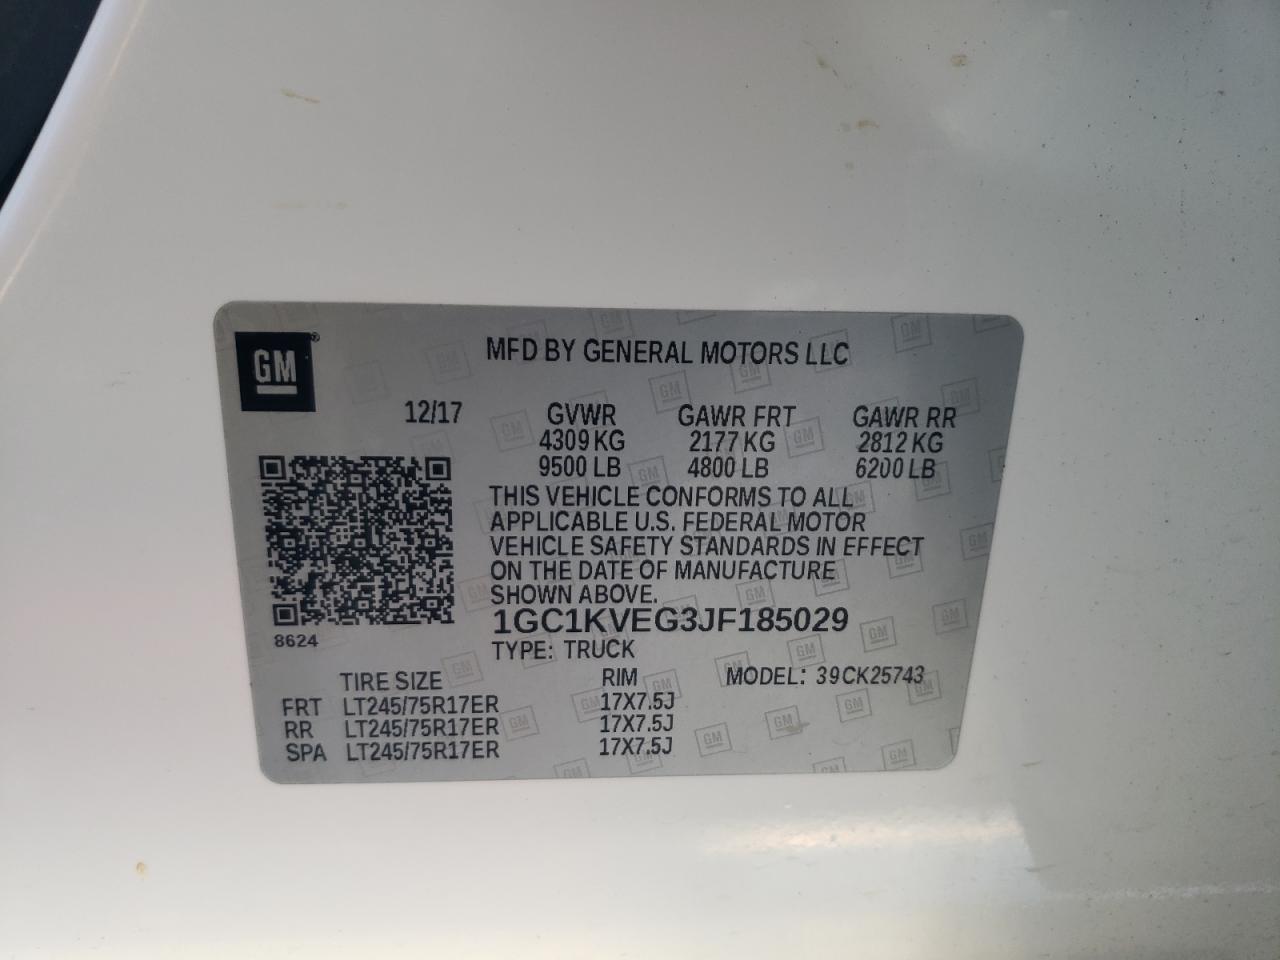 GM ®
MFD BY GENERAL MOTORS LLC
12/17 GVWR GAWR FRT GAWR RR
4309 KG 2177 KG 2812 KG
9500 LB 4800 LB 6200 LB
THIS VEHICLE CONFORMS TO ALL
APPLICABLE U.S. FEDERAL MOTOR
VEHICLE SAFETY STANDARDS IN EFFECT
ON THE DATE OF MANUFACTURE
SHOWN ABOVE.
1GC1KVEG3JF185029
8624
TYPE: TRUCK
TIRE SIZE RIM MODEL: 39CK25743
FRT LT245/75R17ER 17X7.5J
RR LT245/75R17ER 17X7.5J
SPA LT245/75R17ER 17X7.5J